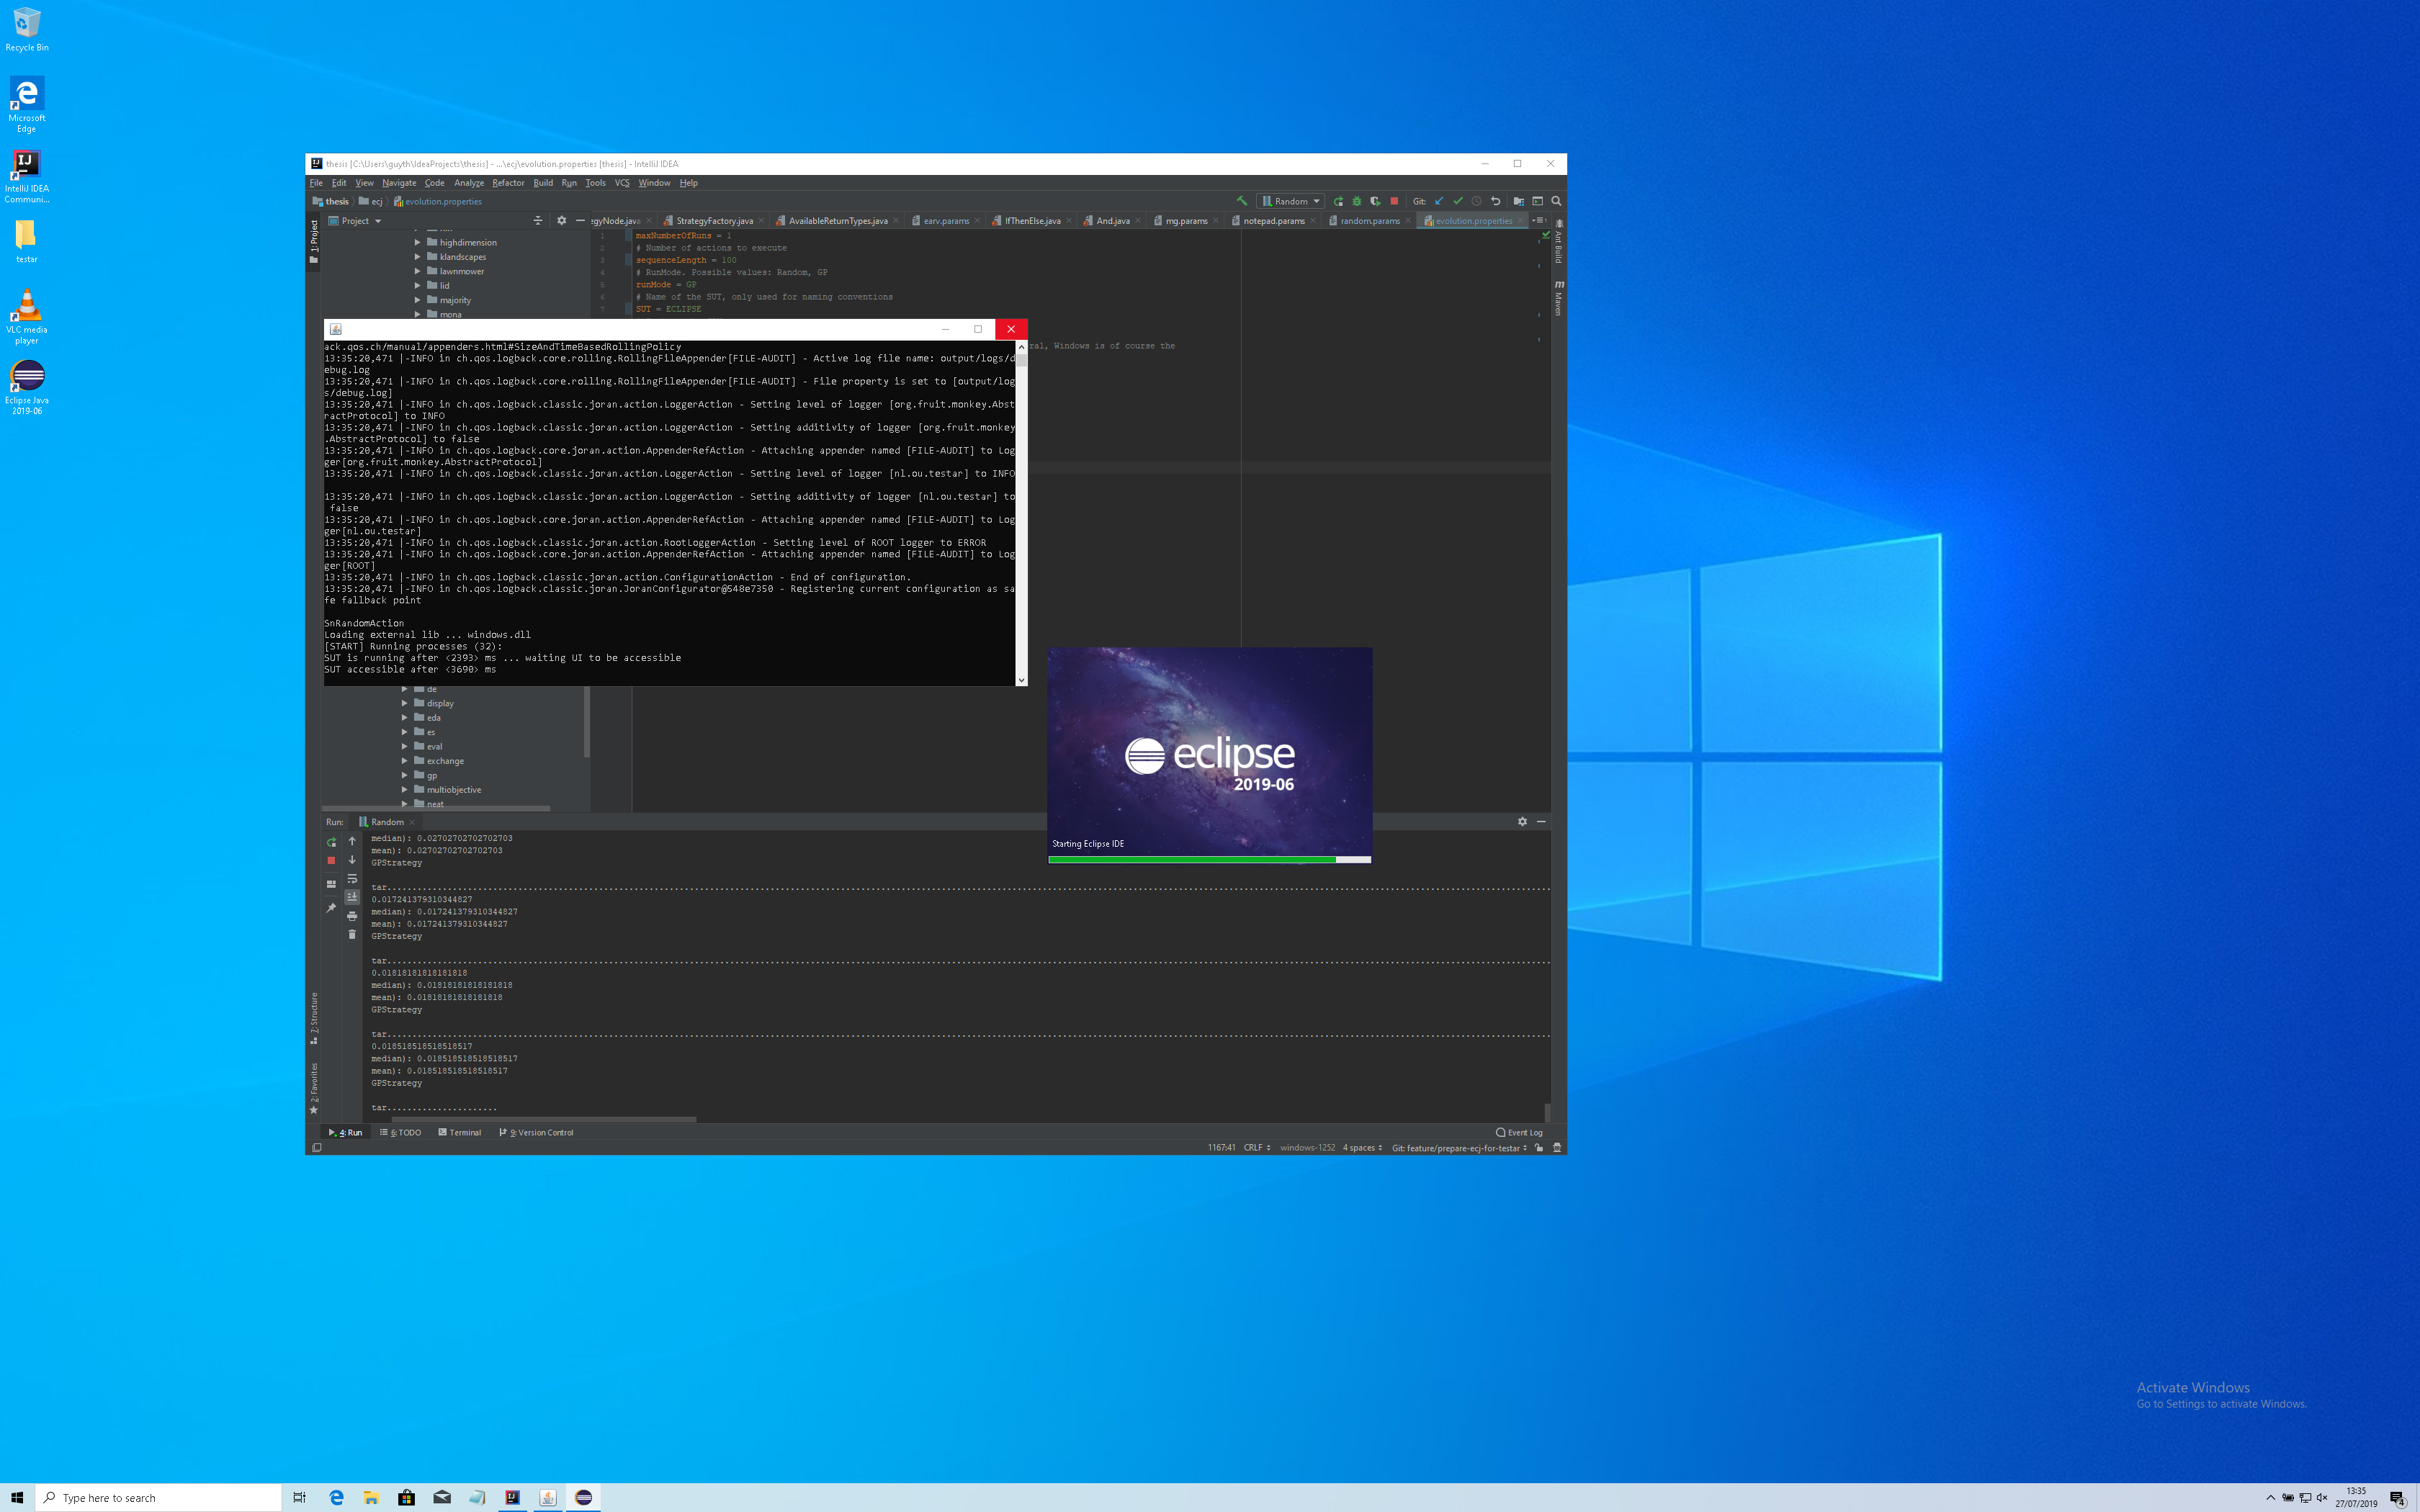 Recycle Bin
Microsoft
Edge
IntelliJ IDEA
Communi...
testar
VLC media
player
Eclipse Java
2019-06
thesis [C:\Users\guyth\IdeaProjects\thesis] - ...\ecj\evolution.properties [thesis] - IntelliJ IDEA
File Edit View Navigate Code Analyze Refactor Build Run Tools VCS Window Help
thesis ecj evolution.properties
Random Git:
Project egyNode.java StrategyFactory.java AvailableReturnTypes.java earv.params IfThenElse.java And.java mg.params notepad.params random.params evolution.properties
1: Project
Ant Build
Maven
highdimension
klandscapes
lawnmower
lid
majority
mona
1 maxNumberOfRuns = 1
2 # Number of actions to execute
3 sequenceLength = 100
4 # RunMode. Possible values: Random, GP
5 runMode = GP
6 # Name of the SUT, only used for naming conventions
7 SUT = ECLIPSE
ral, Windows is of course the
ack.qos.ch/manual/appenders.html#SizeAndTimeBasedRollingPolicy
13:35:20,471 |-INFO in ch.qos.logback.core.rolling.RollingFileAppender[FILE-AUDIT] - Active log file name: output/logs/d
ebug.log
13:35:20,471 |-INFO in ch.qos.logback.core.rolling.RollingFileAppender[FILE-AUDIT] - File property is set to [output/log
s/debug.log]
13:35:20,471 |-INFO in ch.qos.logback.classic.joran.action.LoggerAction - Setting level of logger [org.fruit.monkey.Abst
ractProtocol] to INFO
13:35:20,471 |-INFO in ch.qos.logback.classic.joran.action.LoggerAction - Setting additivity of logger [org.fruit.monkey
.AbstractProtocol] to false
13:35:20,471 |-INFO in ch.qos.logback.core.joran.action.AppenderRefAction - Attaching appender named [FILE-AUDIT] to Log
ger[org.fruit.monkey.AbstractProtocol]
13:35:20,471 |-INFO in ch.qos.logback.classic.joran.action.LoggerAction - Setting level of logger [nl.ou.testar] to INFO
13:35:20,471 |-INFO in ch.qos.logback.classic.joran.action.LoggerAction - Setting additivity of logger [nl.ou.testar] to
false
13:35:20,471 |-INFO in ch.qos.logback.core.joran.action.AppenderRefAction - Attaching appender named [FILE-AUDIT] to Log
ger[nl.ou.testar]
13:35:20,471 |-INFO in ch.qos.logback.classic.joran.action.RootLoggerAction - Setting level of ROOT logger to ERROR
13:35:20,471 |-INFO in ch.qos.logback.core.joran.action.AppenderRefAction - Attaching appender named [FILE-AUDIT] to Log
ger[ROOT]
13:35:20,471 |-INFO in ch.qos.logback.classic.joran.action.ConfigurationAction - End of configuration.
13:35:20,471 |-INFO in ch.qos.logback.classic.joran.JoranConfigurator@548e7350 - Registering current configuration as sa
fe fallback point
SnRandomAction
Loading external lib ... windows.dll
[START] Running processes (32):
SUT is running after <2393> ms ... waiting UI to be accessible
SUT accessible after <3690> ms
de
display
eda
es
eval
exchange
gp
multiobjective
neat
eclipse
2019-06
Starting Eclipse IDE
Run: Random
median): 0.02702702702702703
mean): 0.02702702702702703
GPStrategy
tar......................................................
0.017241379310344827
median): 0.017241379310344827
mean): 0.017241379310344827
GPStrategy
tar......................................................
0.01818181818181818
median): 0.01818181818181818
mean): 0.01818181818181818
GPStrategy
tar......................................................
0.018518518518518517
median): 0.018518518518518517
mean): 0.018518518518518517
GPStrategy
tar......................
7: Structure
2: Favorites
4: Run 6: TODO Terminal 9: Version Control Event Log
1167:41 CRLF windows-1252 4 spaces Git: feature/prepare-ecj-for-testar
Activate Windows
Go to Settings to activate Windows.
Type here to search
13:35
27/07/2019
4